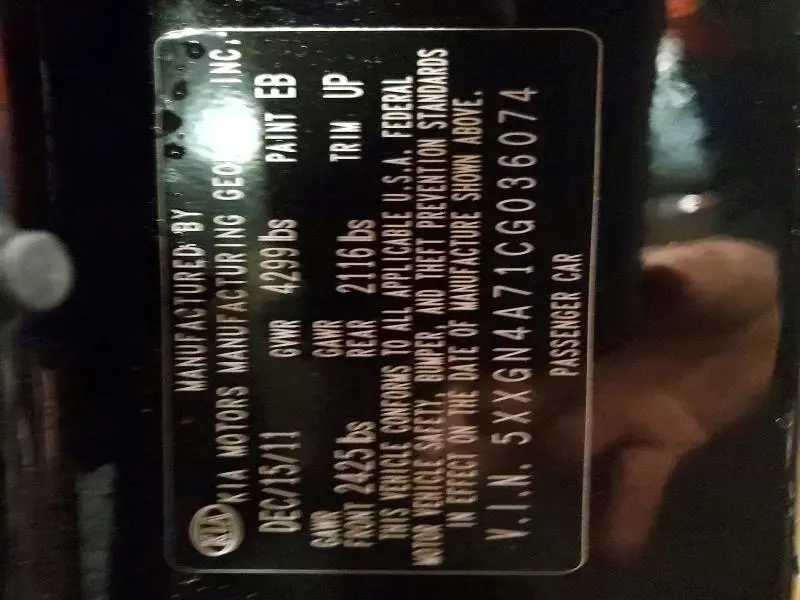 KIA
MANUFACTURED BY
KIA MOTORS MANUFACTURING INC.
DEC/15/11 GVWR 4299 lbs PAINT EB
GAWR GAWR
FRONT 2425 lbs REAR 2116 lbs TRIM UP
THIS VEHICLE CONFORMS TO ALL APPLICABLE U.S.A. FEDERAL
MOTOR VEHICLE SAFETY, BUMPER, AND THEFT PREVENTION STANDARDS
IN EFFECT ON THE DATE OF MANUFACTURE SHOWN ABOVE.
V.I.N. 5XXGN4A71CG036074
PASSENGER CAR